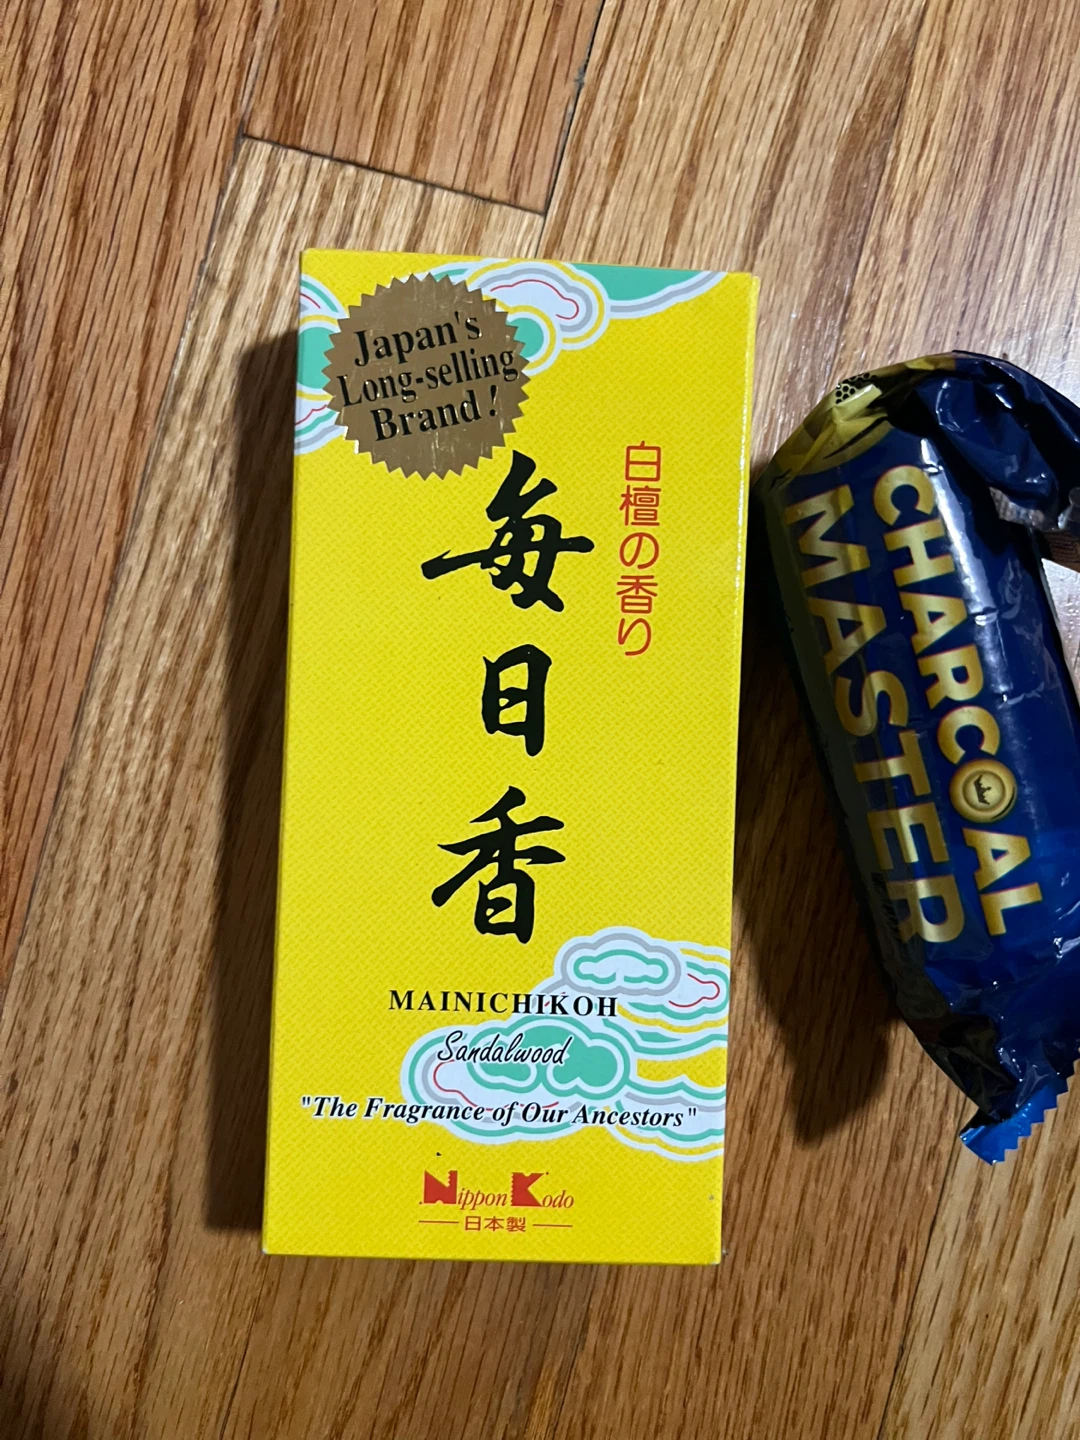 Japan's
Long-selling
Brand!
白檀の香り
毎日香
MAINICHIKOH
Sandalwood
"The Fragrance of Our Ancestors"
Nippon Kodo
日本製
CHARCOAL
MASTER